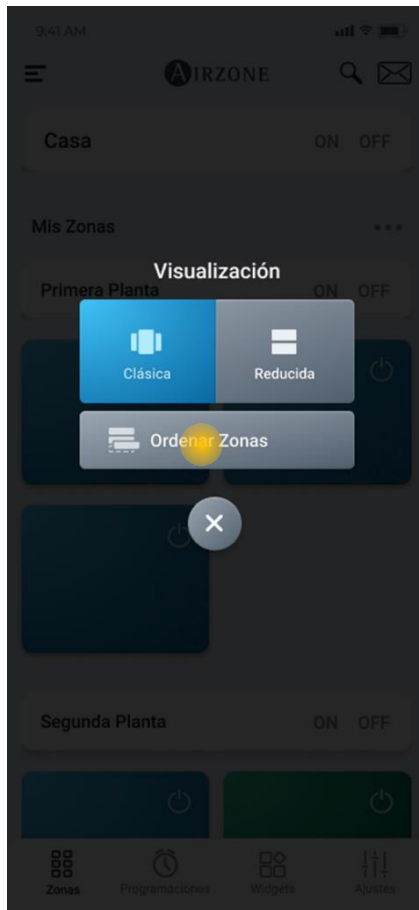 9:41 AM
AIRZONE
Casa ON OFF
Mis Zonas
Visualización
Primera Planta ON OFF
Clásica Reducida
Ordenar Zonas
Segunda Planta ON OFF
Zonas Programaciones Widgets Ajustes